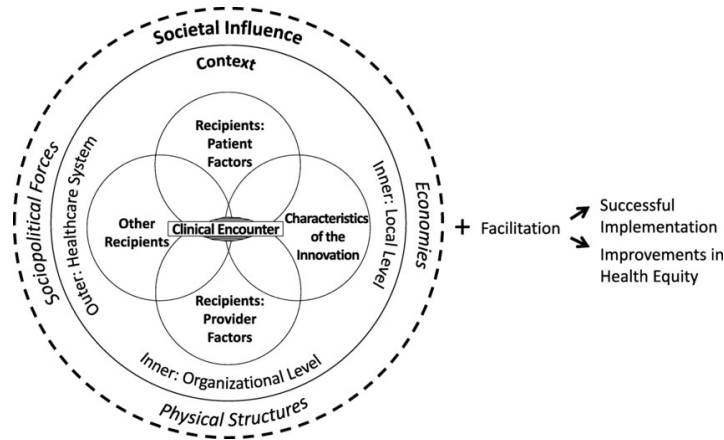 Societal Influence
Context
Recipients:
Patient
Factors
Sociopolitical Forces
Outer: Healthcare System
Other
Recipients
Clinical Encounter
Characteristics
of the
Innovation
Inner: Local Level
Economies
Recipients:
Provider
Factors
Inner: Organizational Level
Physical Structures
+ Facilitation
Successful
Implementation
Improvements in
Health Equity